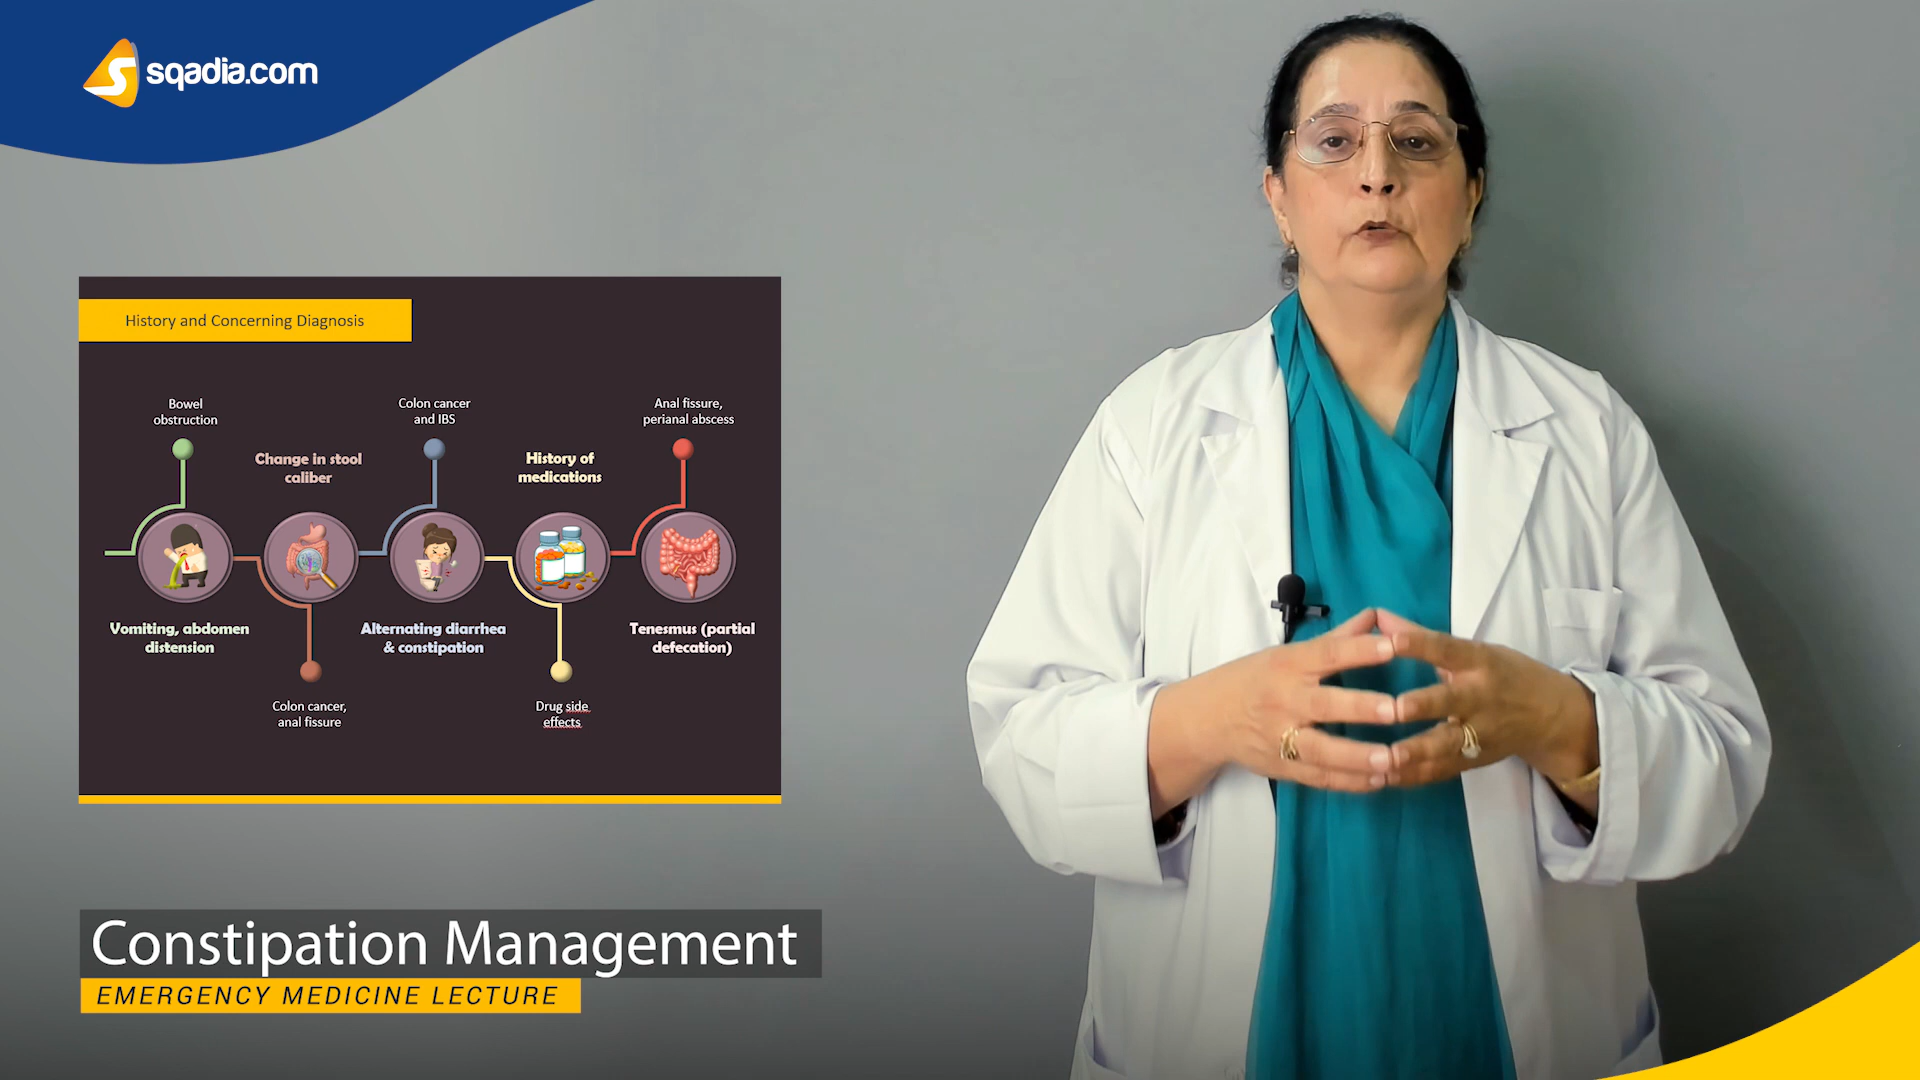 sqadia.com
History and Concerning Diagnosis
Bowel
obstruction
Colon cancer
and IBS
Anal fissure,
perianal abscess
Change in stool
caliber
History of
medications
Vomiting, abdomen
distension
Alternating diarrhea
& constipation
Tenesmus (partial
defecation)
Colon cancer,
anal fissure
Drug side
effects
Constipation Management
EMERGENCY MEDICINE LECTURE